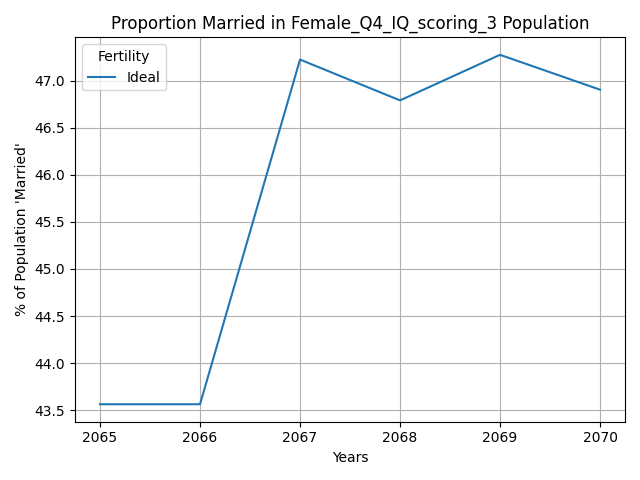 Proportion Married in Female_Q4_IQ_scoring_3 Population
Fertility
Ideal
% of Population 'Married'
47.0
46.5
46.0
45.5
45.0
44.5
44.0
43.5
2065 2066 2067 2068 2069 2070
Years